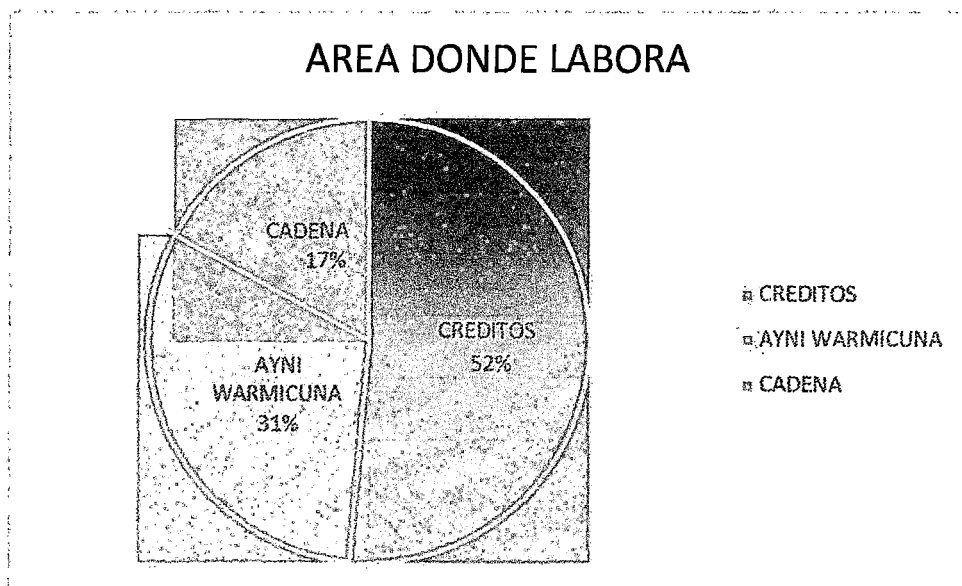 AREA DONDE LABORA
CADENA
17%
CREDITOS
52%
AYNI
WARMICUNA
31%
CREDITOS
AYNI WARMICUNA
CADENA